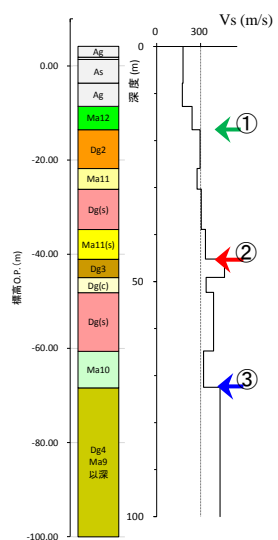 Vs (m/s)
0
300
0
50
100
深度 (m)
①
②
③
標高O.P. (m)
0.00
-20.00
-40.00
-60.00
-80.00
-100.00
Ag
As
Ag
Ma12
Dg2
Ma11
Dg(s)
Ma11(s)
Dg3
Dg(c)
Dg(s)
Ma10
Dg4
Ma9
以深